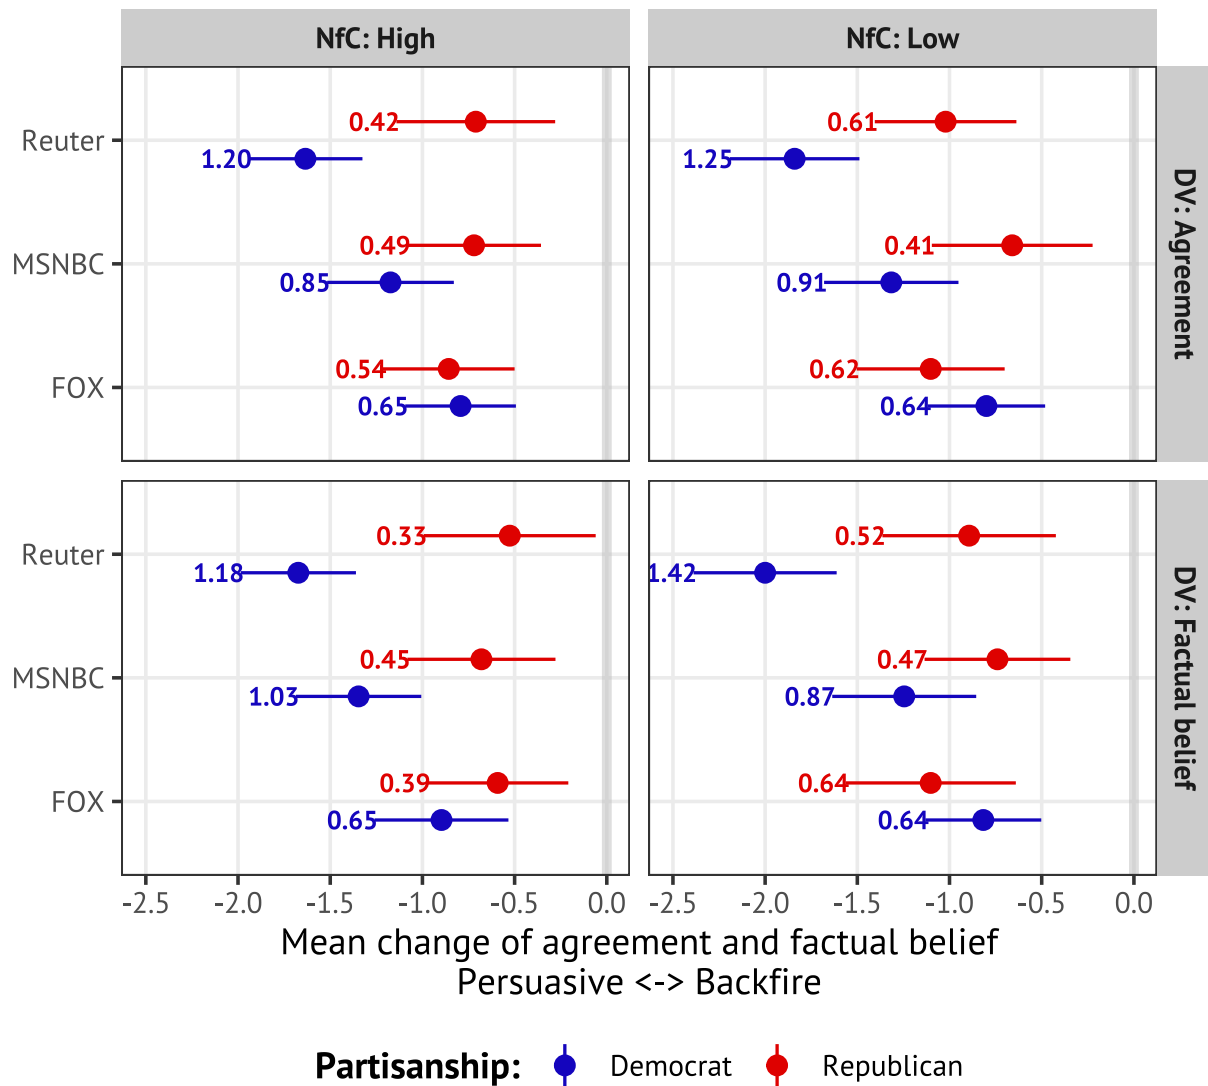 NfC: High
NfC: Low
Reuter
0.42
1.20
0.61
1.25
MSNBC
0.49
0.85
0.41
0.91
FOX
0.54
0.65
0.62
0.64
DV: Agreement
Reuter
0.33
1.18
0.52
1.42
MSNBC
0.45
1.03
0.47
0.87
FOX
0.39
0.65
0.64
0.64
DV: Factual belief
-2.5 -2.0 -1.5 -1.0 -0.5 0.0
-2.5 -2.0 -1.5 -1.0 -0.5 0.0
Mean change of agreement and factual belief
Persuasive <-> Backfire
Partisanship: Democrat Republican